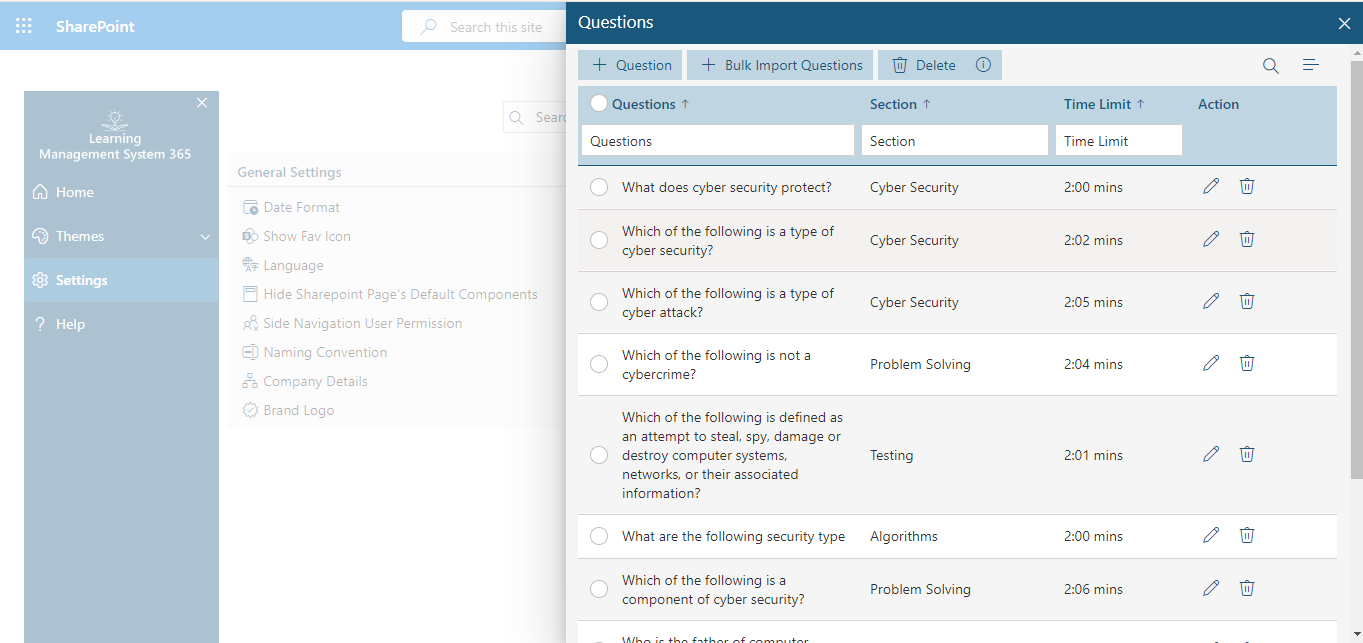 SharePoint
Search this site
Learning
Management System 365
Home
Themes
Settings
Help
Sear
General Settings
Date Format
Show Fav Icon
Language
Hide Sharepoint Page's Default Components
Side Navigation User Permission
Naming Convention
Company Details
Brand Logo
Questions
Question
Bulk Import Questions
Delete
Questions ↑ Section ↑ Time Limit ↑ Action
Questions Section Time Limit
What does cyber security protect? Cyber Security 2:00 mins
Which of the following is a type of
cyber security? Cyber Security 2:02 mins
Which of the following is a type of
cyber attack? Cyber Security 2:05 mins
Which of the following is not a
cybercrime? Problem Solving 2:04 mins
Which of the following is defined as
an attempt to steal, spy, damage or
destroy computer systems, Testing 2:01 mins
networks, or their associated
information?
What are the following security type Algorithms 2:00 mins
Which of the following is a
component of cyber security? Problem Solving 2:06 mins
Who is the father of computer